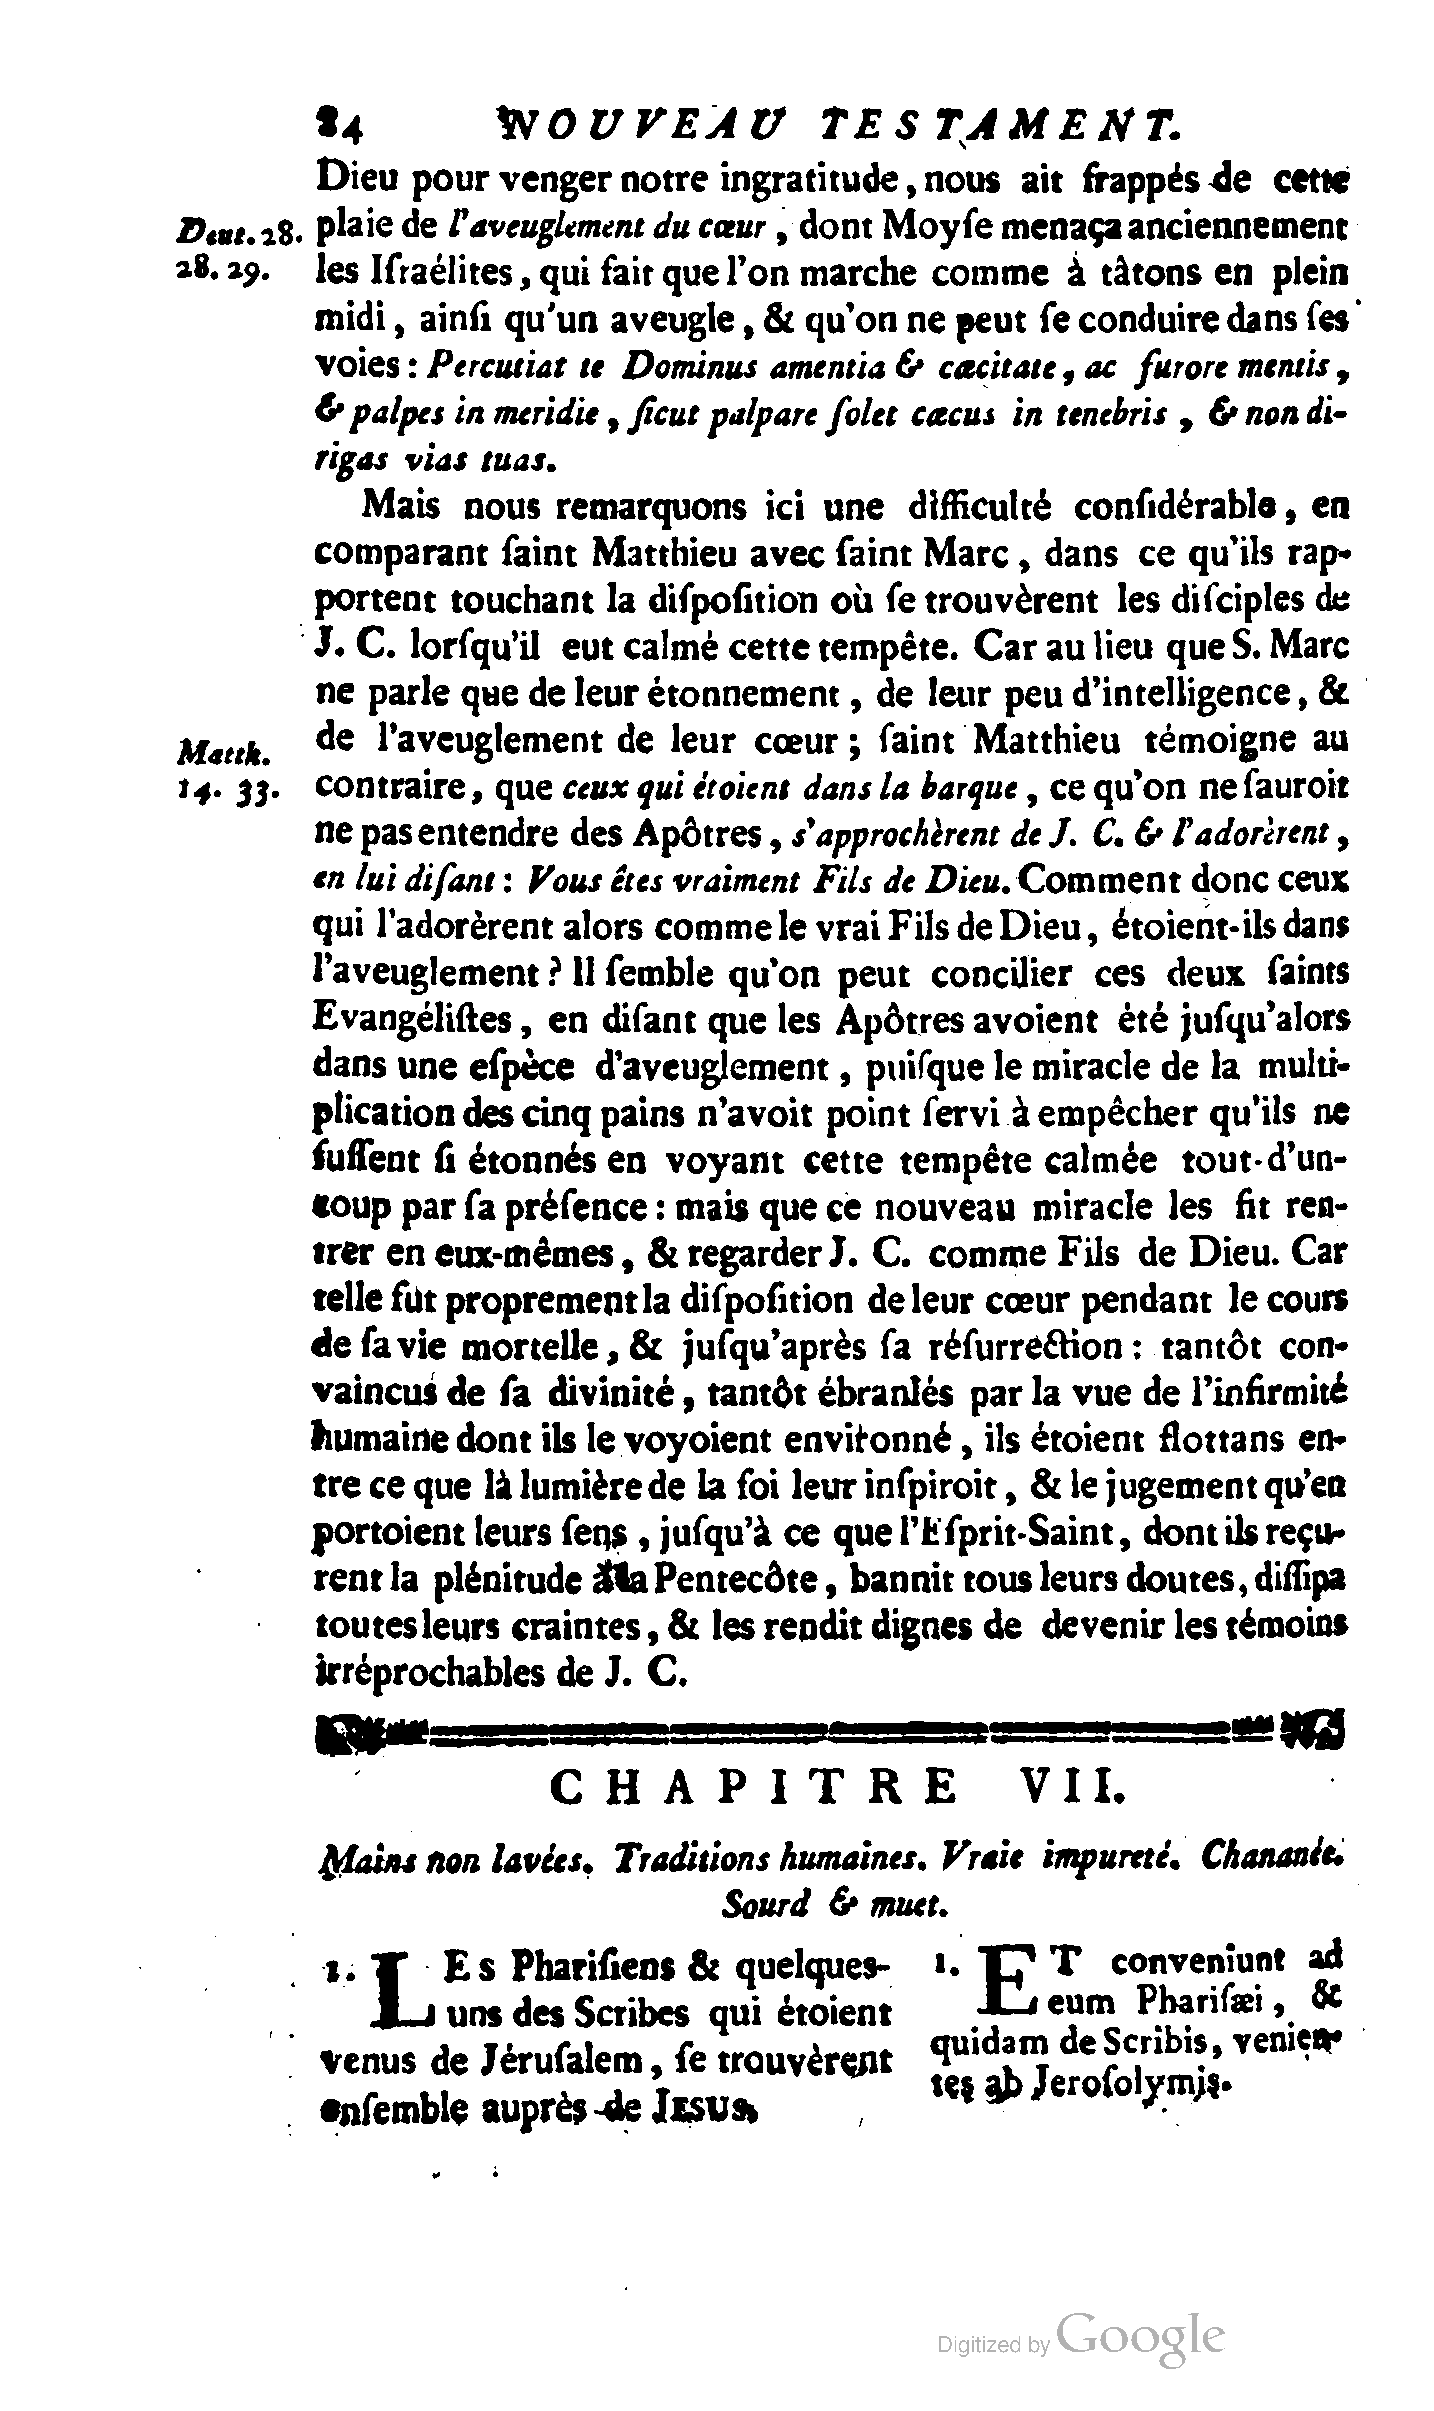 84 NOUVEAU TESTAMENT.
Dieu pour venger notre ingratitude, nous ait frappés de cette
Deut. 28. plaie de l'aveuglement du cœur, dont Moyſe menaça anciennement
28. 29. les Iſraélites, qui fait que l'on marche comme à tâtons en plein
midi, ainſi qu'un aveugle, & qu'on ne peut ſe conduire dans ſes
voies : Percutiat te Dominus amentia & cæcitate, ac furore mentis,
& palpes in meridie, ſicut palpare ſolet cæcus in tenebris, & non di-
rigas vias tuas.
Mais nous remarquons ici une difficulté conſidérable, en
comparant ſaint Matthieu avec ſaint Marc, dans ce qu'ils rap-
portent touchant la diſpoſition où ſe trouvèrent les diſciples de
J. C. lorſqu'il eut calmé cette tempête. Car au lieu que S. Marc
ne parle que de leur étonnement, de leur peu d'intelligence, &
Matth. de l'aveuglement de leur cœur ; ſaint Matthieu témoigne au
14. 33. contraire, que ceux qui étoient dans la barque, ce qu'on ne ſauroit
ne pas entendre des Apôtres, s'approchèrent de J. C. & l'adorèrent,
en lui diſant : Vous êtes vraiment Fils de Dieu. Comment donc ceux
qui l'adorèrent alors comme le vrai Fils de Dieu, étoient-ils dans
l'aveuglement ? Il ſemble qu'on peut concilier ces deux ſaints
Evangéliſtes, en diſant que les Apôtres avoient été juſqu'alors
dans une eſpèce d'aveuglement, puiſque le miracle de la multi-
plication des cinq pains n'avoit point ſervi à empêcher qu'ils ne
fuſſent ſi étonnés en voyant cette tempête calmée tout-d'un-
coup par ſa préſence : mais que ce nouveau miracle les fit ren-
trer en eux-mêmes, & regarder J. C. comme Fils de Dieu. Car
telle fut proprement la diſpoſition de leur cœur pendant le cours
de ſa vie mortelle, & juſqu'après ſa réſurrection : tantôt con-
vaincus de ſa divinité, tantôt ébranlés par la vue de l'infirmité
humaine dont ils le voyoient environné, ils étoient flottans en-
tre ce que la lumière de la foi leur inſpiroit, & le jugement qu'en
portoient leurs ſens, juſqu'à ce que l'Eſprit-Saint, dont ils reçu-
rent la plénitude à la Pentecôte, bannit tous leurs doutes, diſſipa
toutes leurs craintes, & les rendit dignes de devenir les témoins
irréprochables de J. C.
CHAPITRE VII.
Mains non lavées. Traditions humaines. Vraie impureté. Chananée.
Sourd & muet.
1. LEs Phariſiens & quelques-
uns des Scribes qui étoient
venus de Jéruſalem, ſe trouvèrent
enſemble auprès de JESUS,
1. ET conveniunt ad
eum Phariſæi, &
quidam de Scribis, venien-
tes ab Jeroſolymis.
Digitized by Google